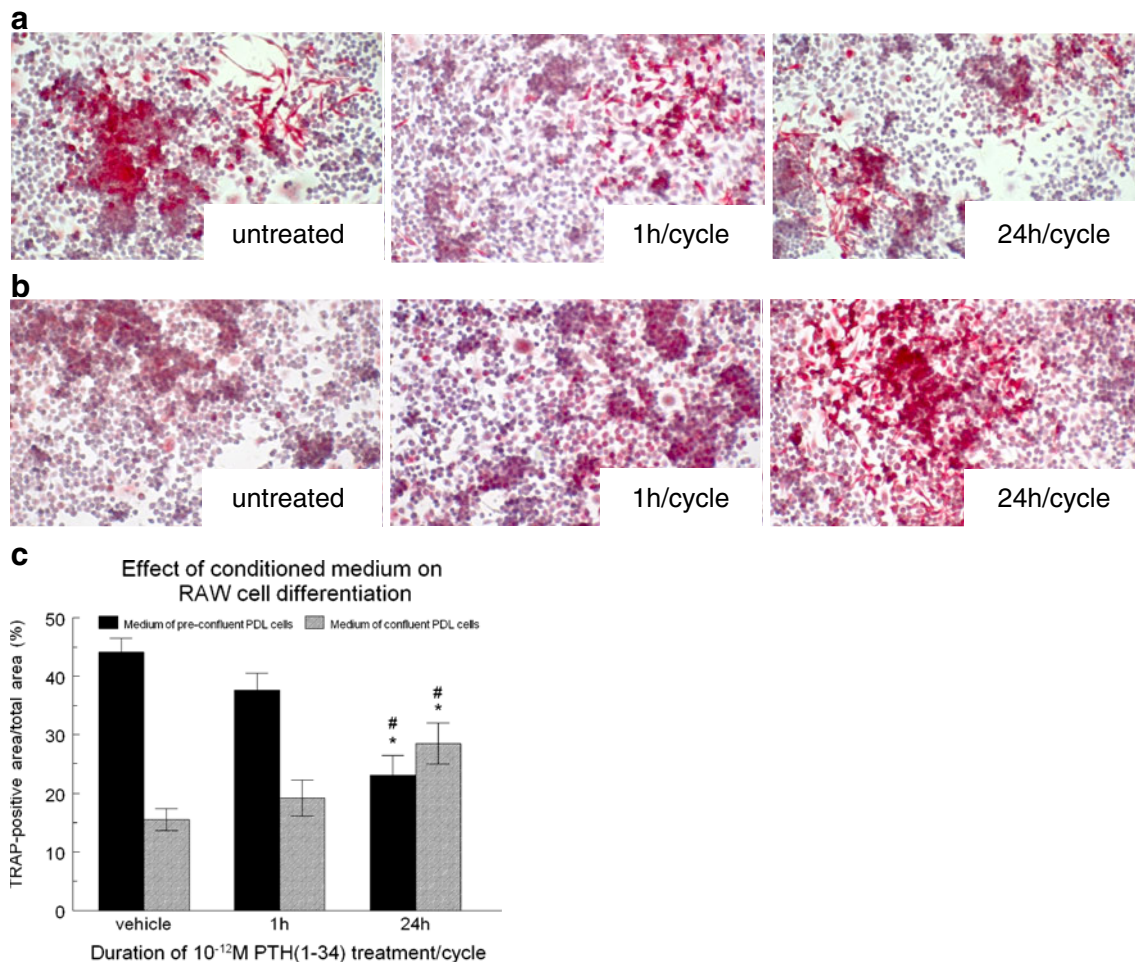 a
untreated
1h/cycle
24h/cycle
b
untreated
1h/cycle
24h/cycle
c
Effect of conditioned medium on
RAW cell differentiation
Medium of pre-confluent PDL cells
Medium of confluent PDL cells
TRAP-positive area/total area (%)
50
40
30
20
10
0
#
*
#
*
vehicle
1h
24h
Duration of 10⁻¹²M PTH(1-34) treatment/cycle